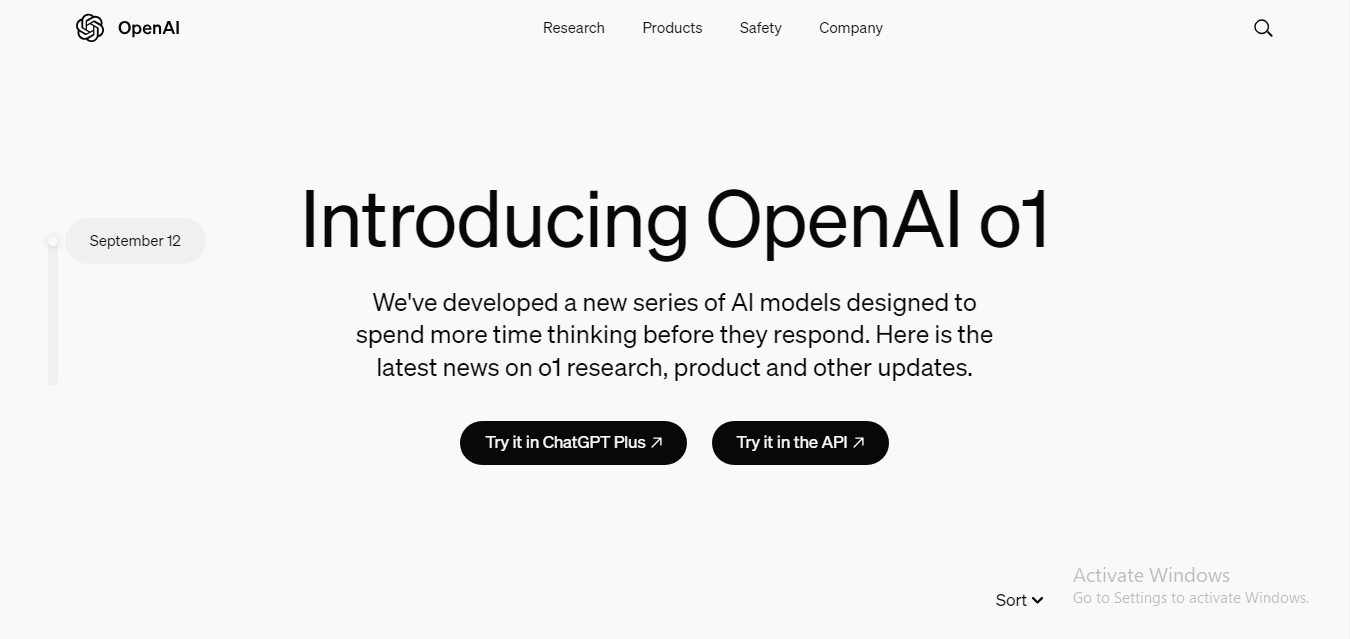 OpenAI
Research Products Safety Company
September 12
Introducing OpenAI o1
We've developed a new series of AI models designed to
spend more time thinking before they respond. Here is the
latest news on o1 research, product and other updates.
Try it in ChatGPT Plus ↗ Try it in the API ↗
Sort
Activate Windows
Go to Settings to activate Windows.